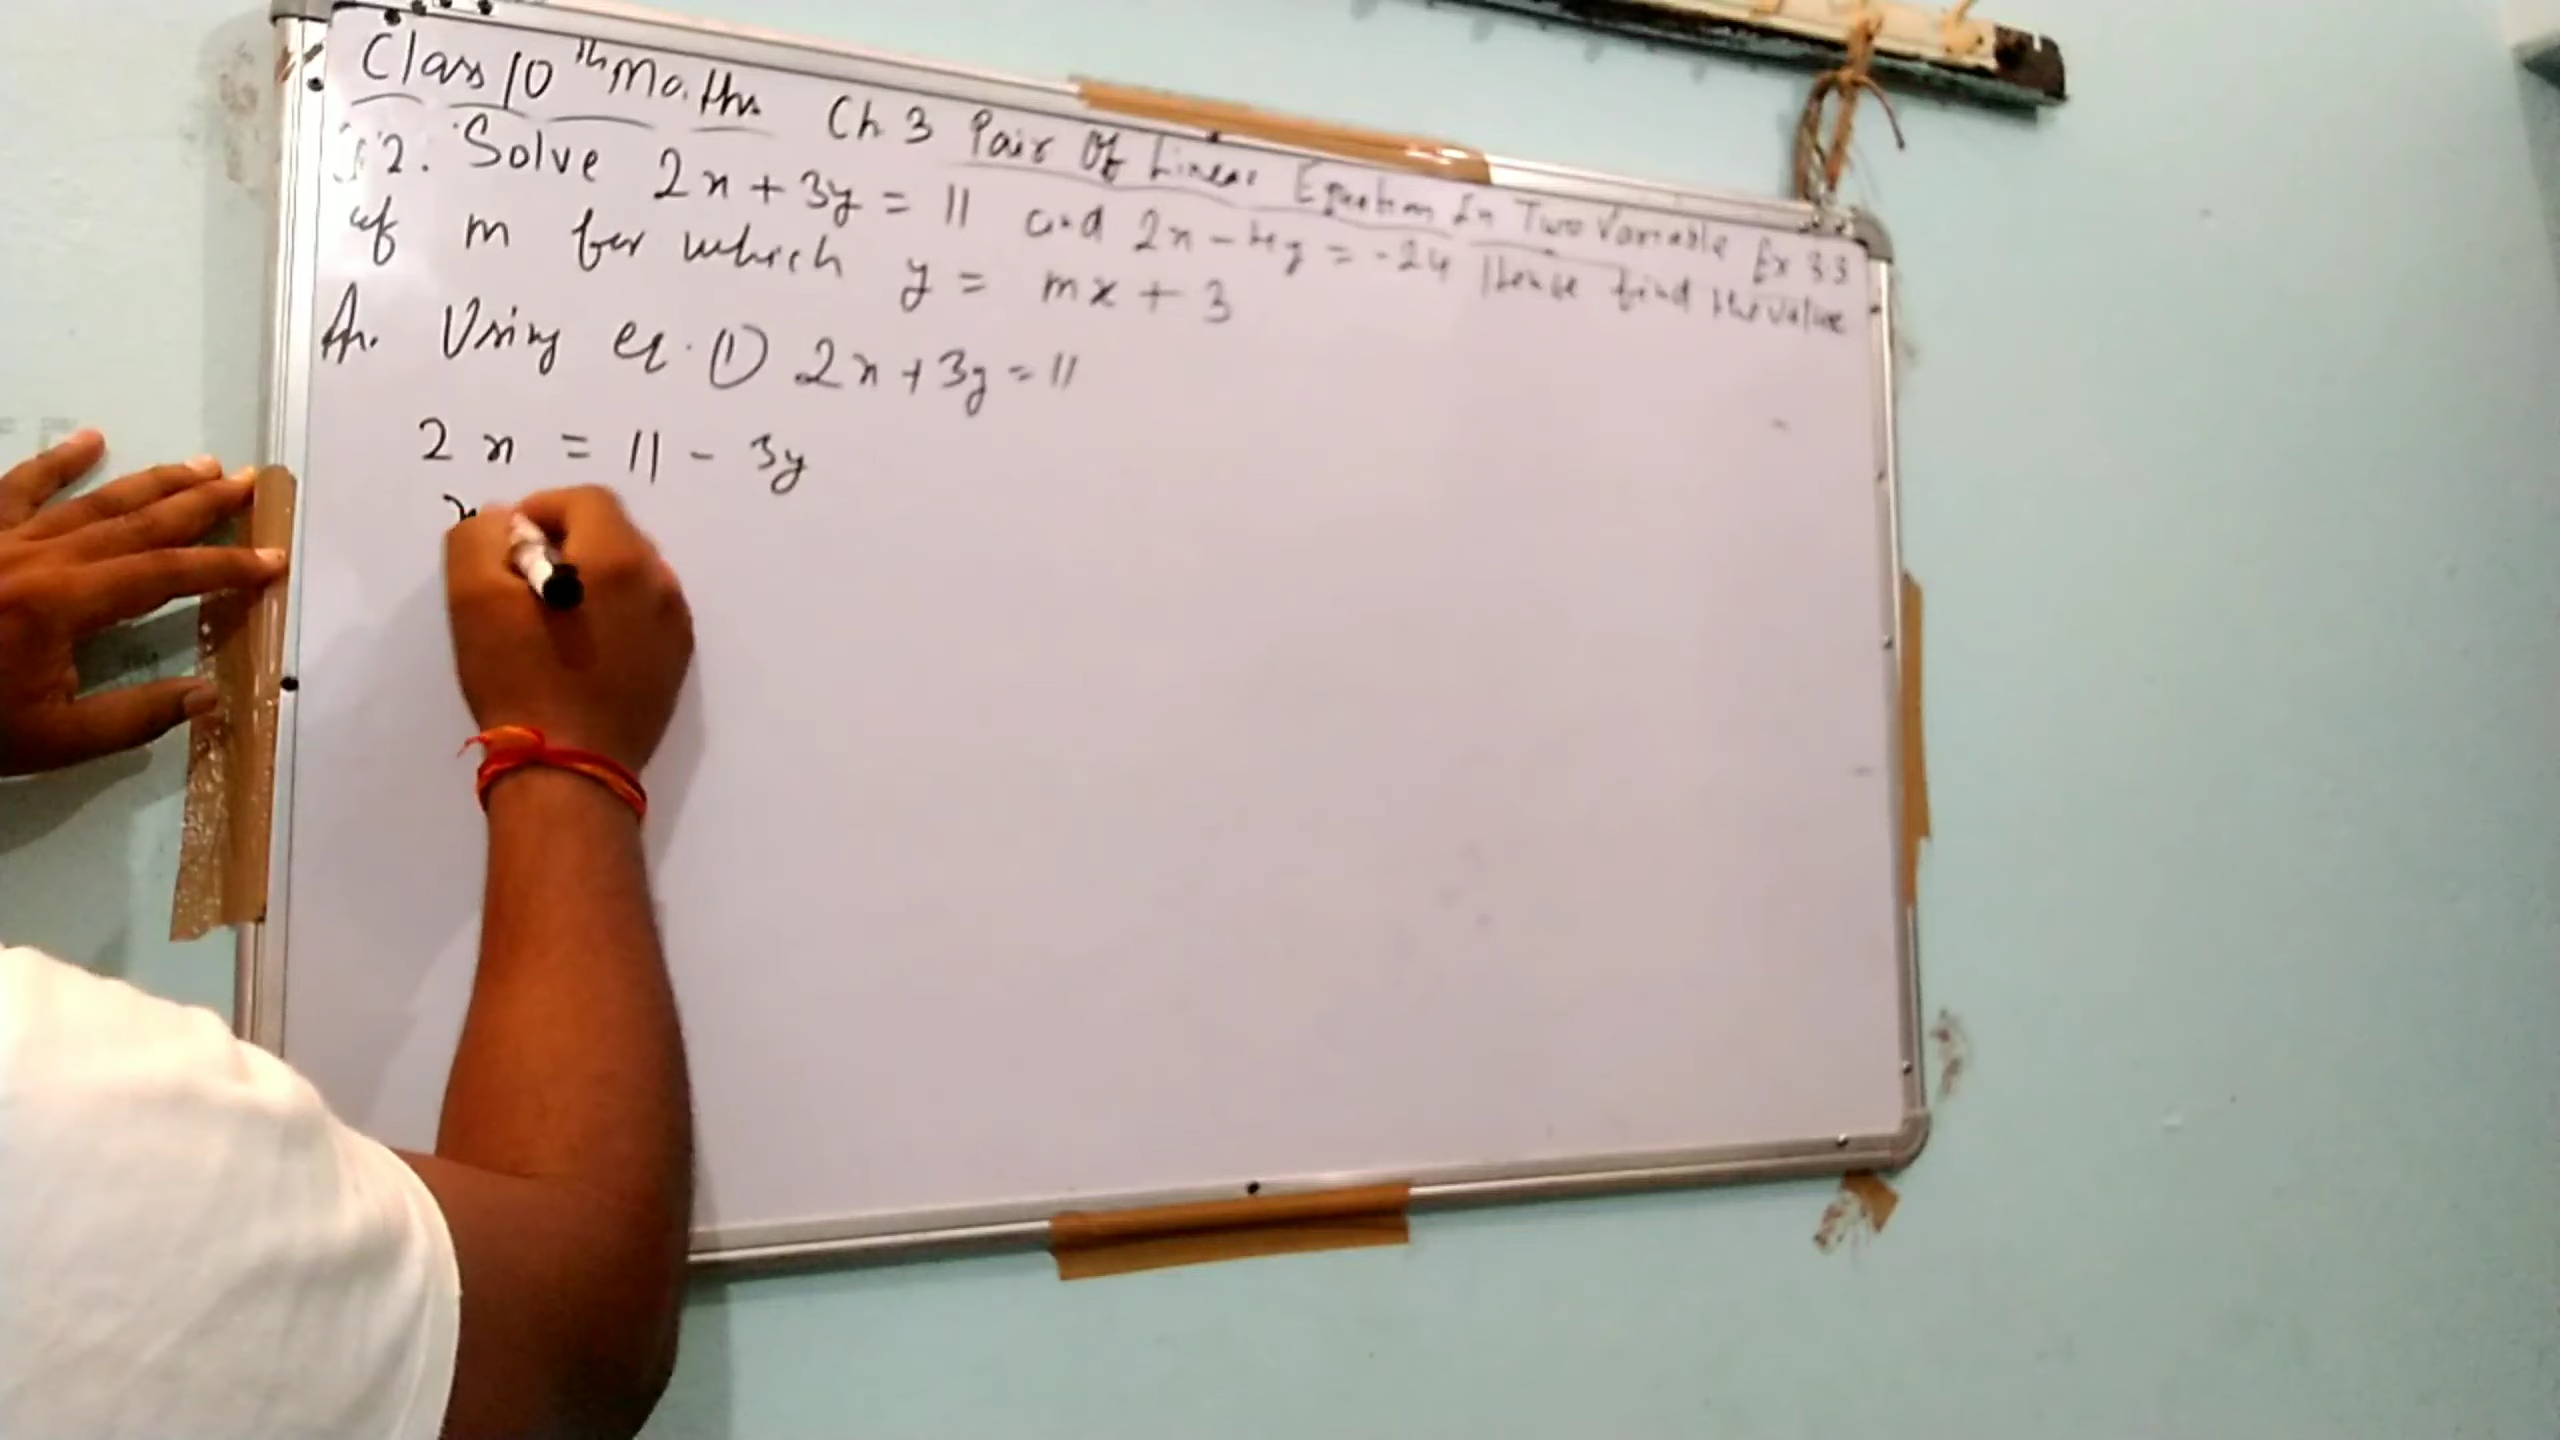 Class 10th Maths Ch 3 Pair Of Linear Equation In Two Variable Ex 3.3
2. Solve 2x + 3y = 11 and 2x - 4y = -24 Hence find the value
of m for which y = mx + 3
An. Using eq. ① 2x + 3y = 11
2x = 11 - 3y
x